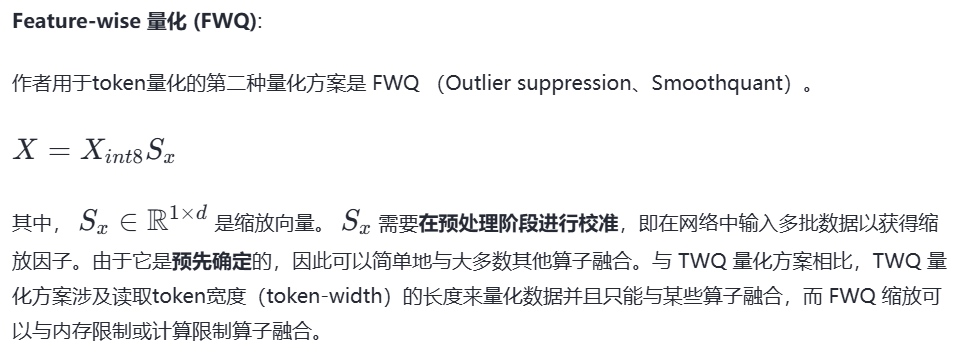 Feature-wise 量化 (FWQ):
作者用于token量化的第二种量化方案是 FWQ （Outlier suppression、Smoothquant）。
X = X_{int8}S_x
其中， S_x ∈ ℝ^{1×d} 是缩放向量。 S_x 需要在预处理阶段进行校准，即在网络中输入多批数据以获得缩
放因子。由于它是预先确定的，因此可以简单地与大多数其他算子融合。与 TWQ 量化方案相比，TWQ 量
化方案涉及读取token宽度（token-width）的长度来量化数据并且只能与某些算子融合，而 FWQ 缩放可
以与内存限制或计算限制算子融合。